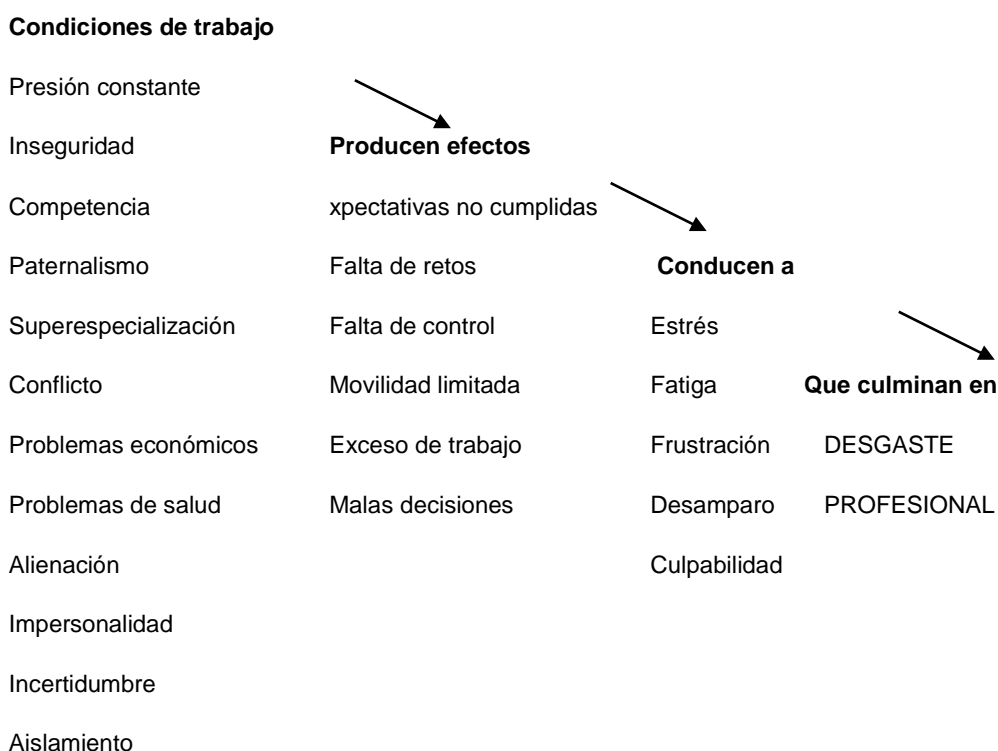 Condiciones de trabajo
Presión constante
Inseguridad
Producen efectos
Competencia
xpectativas no cumplidas
Paternalismo
Falta de retos
Conducen a
Superespecialización
Falta de control
Estrés
Conflicto
Movilidad limitada
Fatiga
Que culminan en
Problemas económicos
Exceso de trabajo
Frustración
DESGASTE
Problemas de salud
Malas decisiones
Desamparo
PROFESIONAL
Alienación
Culpabilidad
Impersonalidad
Incertidumbre
Aislamiento